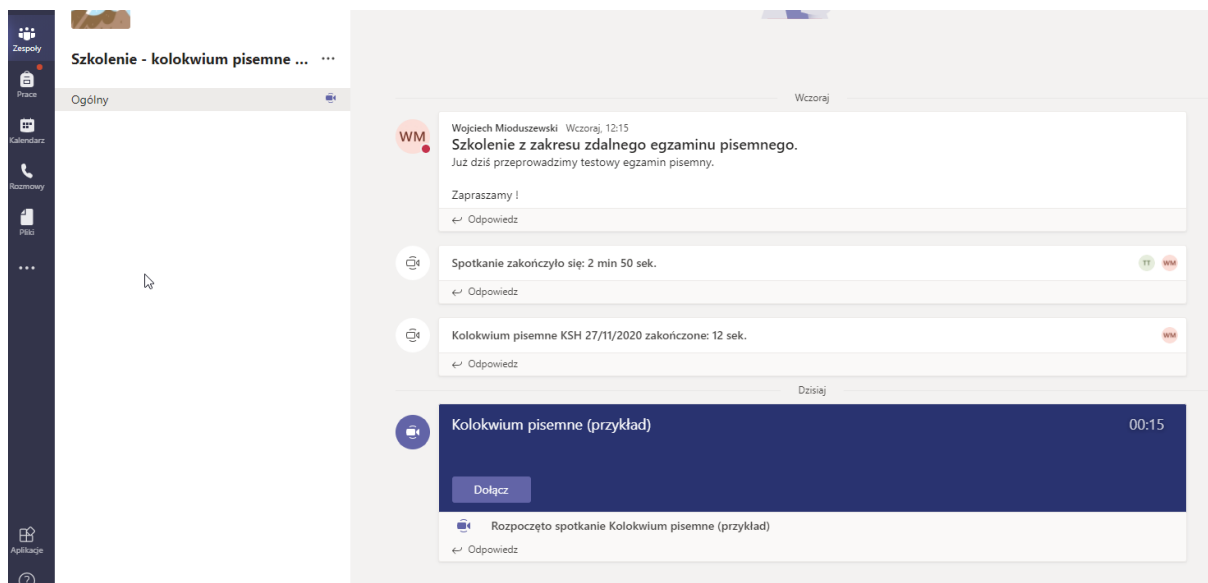 Zespoły
Prace
Kalendarz
Rozmowy
Pliki
Aplikacje
Szkolenie - kolokwium pisemne ...
Ogólny
Wczoraj
WM
Wojciech Mioduszewski Wczoraj, 12:15
Szkolenie z zakresu zdalnego egzaminu pisemnego.
Już dziś przeprowadzimy testowy egzamin pisemny.
Zapraszamy !
Odpowiedz
Spotkanie zakończyło się: 2 min 50 sek.
TT WM
Odpowiedz
Kolokwium pisemne KSH 27/11/2020 zakończone: 12 sek.
WM
Odpowiedz
Dzisiaj
Kolokwium pisemne (przykład) 00:15
Dołącz
Rozpoczęto spotkanie Kolokwium pisemne (przykład)
Odpowiedz